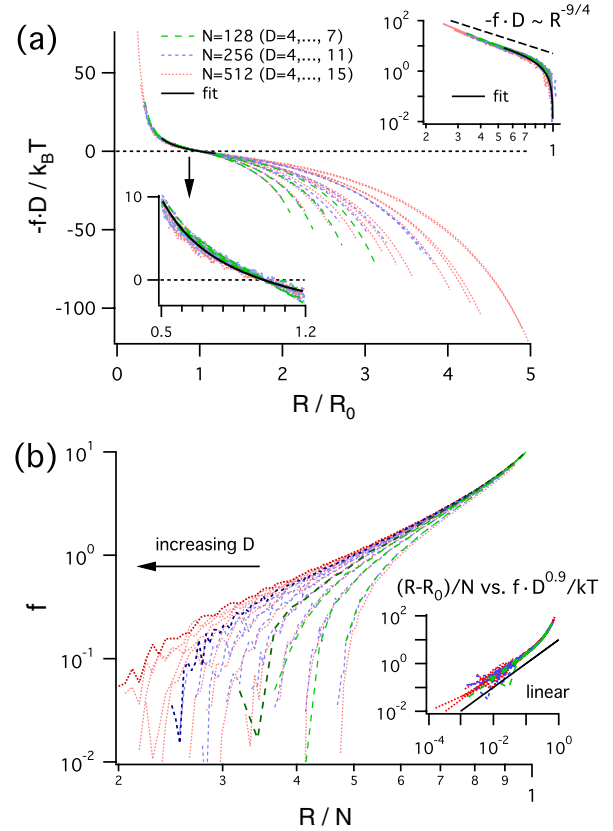 (a)
N=128 (D=4,..., 7)
N=256 (D=4,..., 11)
N=512 (D=4,..., 15)
fit
-f·D ~ R^-9/4
10^2
10^0
10^-2
fit
2 3 4 5 6 7 1
50
0
-50
-100
-f·D / k_BT
10
0
0.5 1.2
0 1 2 3 4 5
R / R_0
(b)
10^1
10^0
10^-1
10^-2
f
increasing D
(R-R_0)/N vs. f·D^0.9/kT
10^2
10^0
10^-2
linear
10^-4 10^-2 10^0
2 3 4 5 6 7 8 9 1
R / N